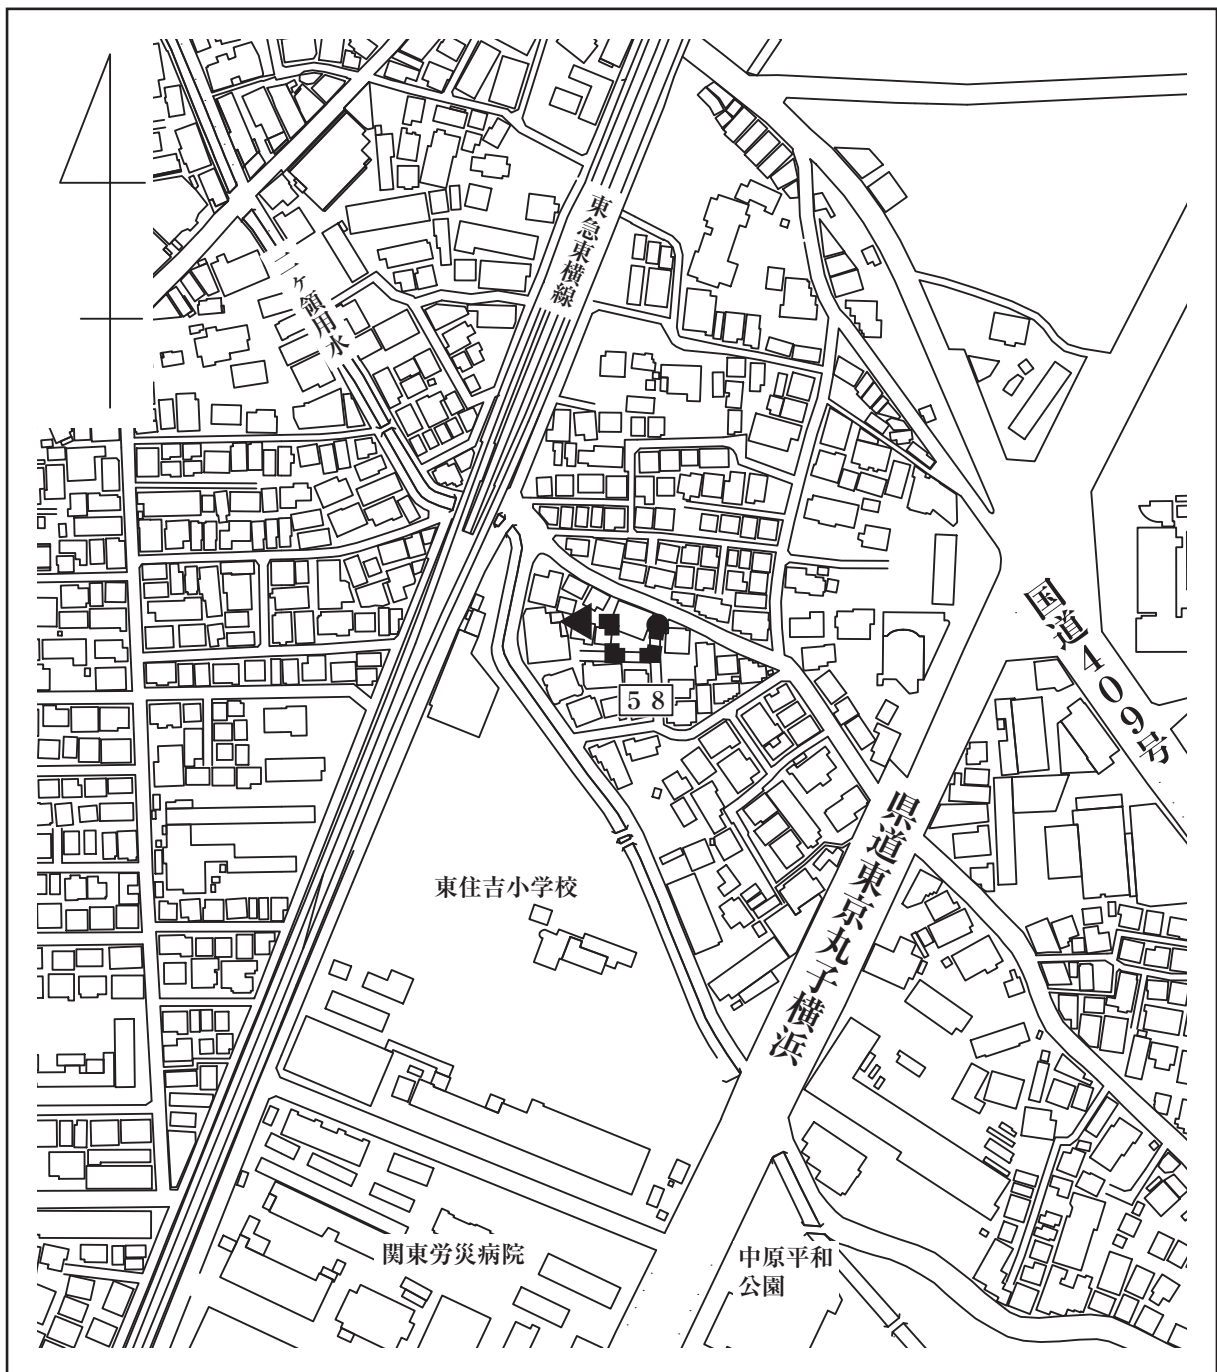 東急東横線
二ヶ領用水
58
国道409号
県道東京丸子横浜
東住吉小学校
関東労災病院
中原平和
公園